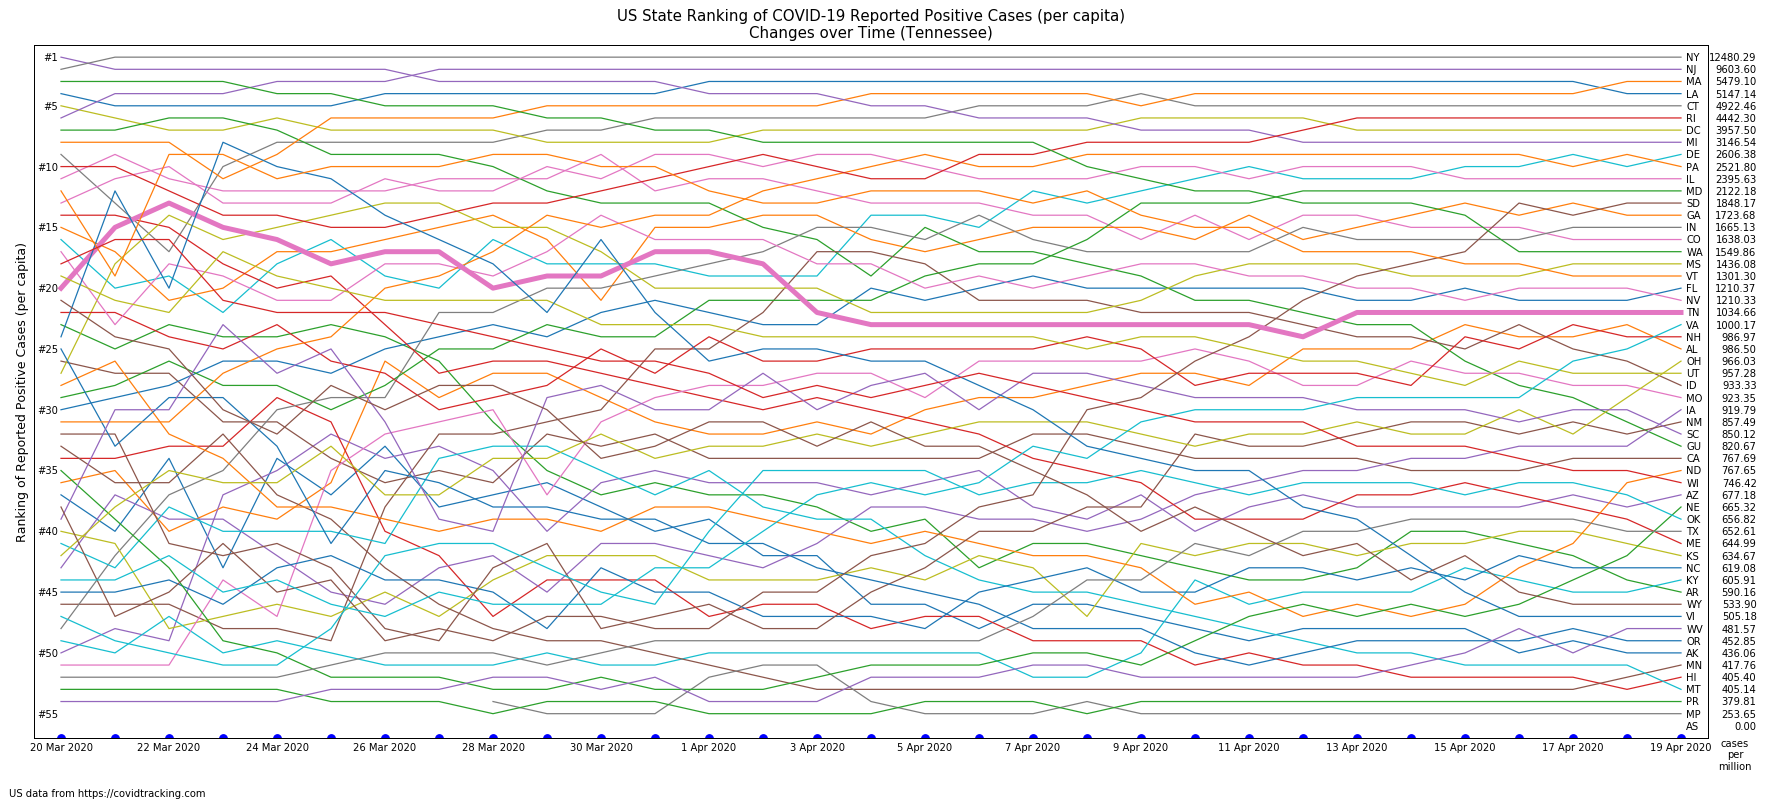 US State Ranking of COVID-19 Reported Positive Cases (per capita)
Changes over Time (Tennessee)
Ranking of Reported Positive Cases (per capita)
#1
#5
#10
#15
#20
#25
#30
#35
#40
#45
#50
#55
NY 12480.29
NJ 9603.60
MA 5479.10
LA 5147.14
CT 4922.46
RI 4442.30
DC 3957.50
MI 3146.54
DE 2606.38
PA 2521.80
IL 2395.63
MD 2122.18
SD 1848.17
GA 1723.68
IN 1665.13
CO 1638.03
WA 1549.86
MS 1436.08
VT 1301.30
FL 1210.37
NV 1210.33
TN 1034.66
VA 1000.17
NH 986.97
AL 986.50
OH 966.03
UT 957.28
ID 933.33
MO 923.35
IA 919.79
NM 857.49
SC 850.12
GU 820.67
CA 767.69
ND 767.65
WI 746.42
AZ 677.18
NE 665.32
OK 656.82
TX 652.61
ME 644.99
KS 634.67
NC 619.08
KY 605.91
AR 590.16
WY 533.90
VI 505.18
WV 481.57
OR 452.85
AK 436.06
MN 417.76
HI 405.40
MT 405.14
PR 379.81
MP 253.65
AS 0.00
20 Mar 2020 22 Mar 2020 24 Mar 2020 26 Mar 2020 28 Mar 2020 30 Mar 2020 1 Apr 2020 3 Apr 2020 5 Apr 2020 7 Apr 2020 9 Apr 2020 11 Apr 2020 13 Apr 2020 15 Apr 2020 17 Apr 2020 19 Apr 2020
cases
per
million
US data from https://covidtracking.com